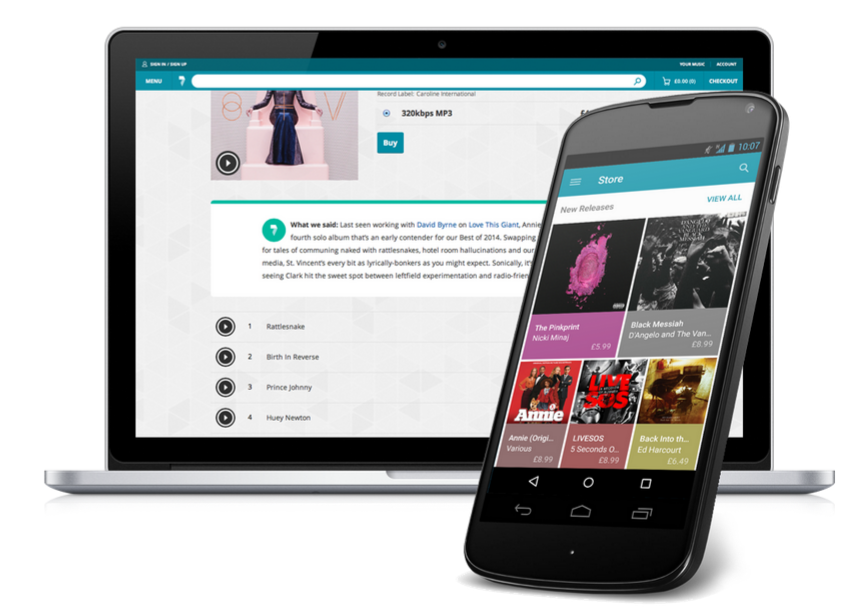 SIGN IN / SIGN UP
YOUR MUSIC ACCOUNT
MENU
£0.00 (0) CHECKOUT
Record Label: Caroline International
320kbps MP3
Buy
What we said: Last seen working with David Byrne on Love This Giant, Annie
fourth solo album that's an early contender for our Best of 2014. Swapping
for tales of communing naked with rattlesnakes, hotel room hallucinations and our
media, St. Vincent's every bit as lyrically-bonkers as you might expect. Sonically, it's
seeing Clark hit the sweet spot between leftfield experimentation and radio-frien
1 Rattlesnake
2 Birth In Reverse
3 Prince Johnny
4 Huey Newton
10:07
Store
New Releases
VIEW ALL
The Pinkprint
Nicki Minaj
£5.99
BLACK
MESSIAH
Black Messiah
D'Angelo and The Van...
£8.99
Annie
LIVE
SOS
Annie (Origi...
Various
£8.99
LIVESOS
5 Seconds O...
£8.99
Back Into th...
Ed Harcourt
£6.49